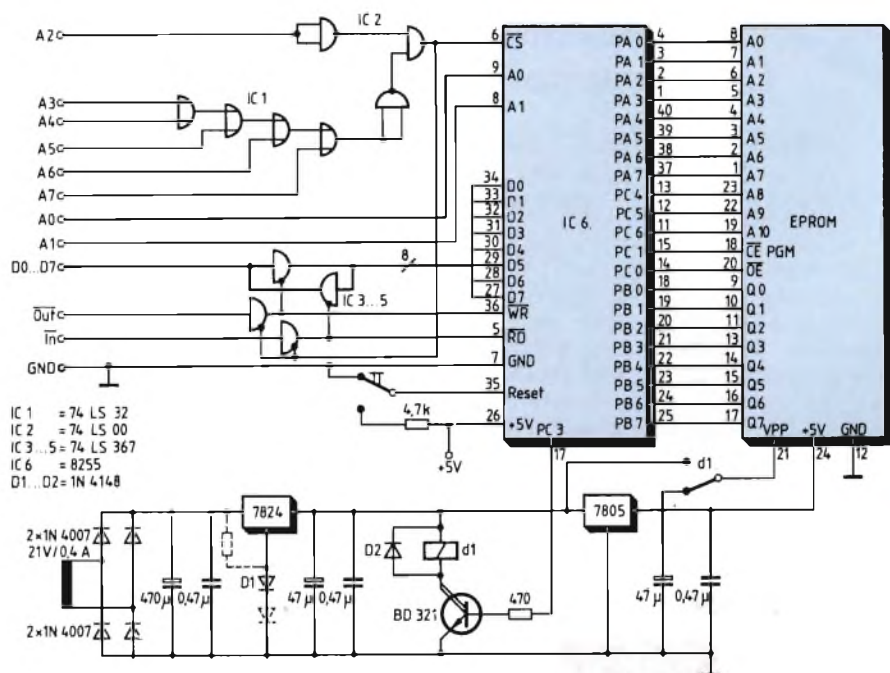 A2
IC 2
A3
A4
IC 1
A5
A6
A7
A0
A1
D0...D7
8
IC 3...5
Out
In
GND
IC 1 = 74 LS 32
IC 2 = 74 LS 00
IC 3...5 = 74 LS 367
IC 6 = 8255
D1...D2 = 1N 4148
6 CS
9 A0
8 A1
34 D0
33 D1
32 D2
31 D3
30 D4
29 D5
28 D6
27 D7
36 WR
5 RD
7 GND
35 Reset
26 +5V
4,7k
+5V
IC 6
PC 3
17
PA 0 4 8 A0
PA 1 3 7 A1
PA 2 2 6 A2
PA 3 1 5 A3
PA 4 40 4 A4
PA 5 39 3 A5
PA 6 38 2 A6
PA 7 37 1 A7
PC 4 13 23 A8
PC 5 12 22 A9
PC 6 11 19 A10
PC 1 15 18 CE PGM
PC 0 14 20 OE
PB 0 18 9 Q0
PB 1 19 10 Q1
PB 2 20 11 Q2
PB 3 21 13 Q3
PB 4 22 14 Q4
PB 5 23 15 Q5
PB 6 24 16 Q6
PB 7 25 17 Q7
EPROM
VPP +5V GND
21 24 12
d1
2×1N 4007
21V/0,4 A
2×1N 4007
470µ 0,47µ
7824
D1
47µ 0,47µ
D2
d1
BD 321
470
7805
47µ 0,47µ